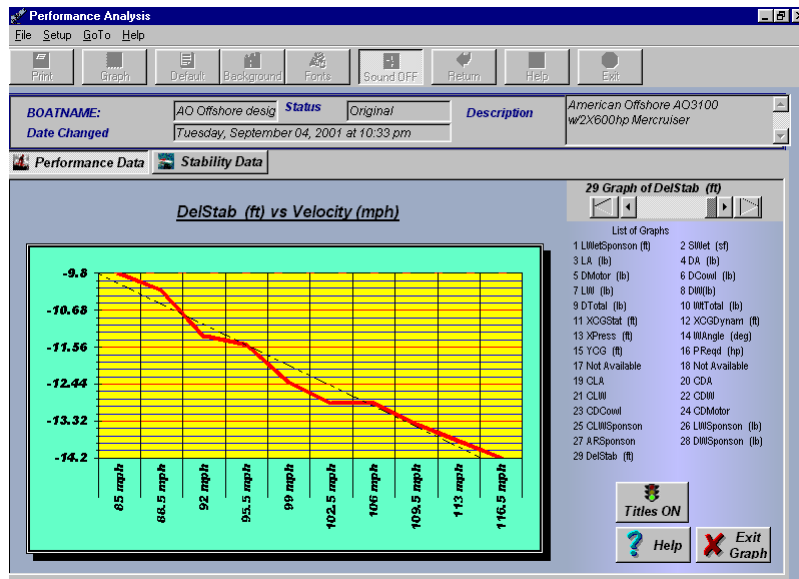 Performance Analysis
File Setup GoTo Help
Print Graph Default Background Fonts Sound OFF Return Help Exit
BOATNAME: AO Offshore desig Status Original Description
American Offshore AO3100
w/2X600hp Mercruiser
Date Changed Tuesday, September 04, 2001 at 10:33 pm
Performance Data Stability Data
29 Graph of DelStab (ft)
DelStab (ft) vs Velocity (mph)
-9.8
-10.68
-11.56
-12.44
-13.32
-14.2
85 mph
88.5 mph
92 mph
95.5 mph
99 mph
102.5 mph
106 mph
109.5 mph
113 mph
116.5 mph
List of Graphs
1 LWetSponson (ft) 2 SWet (sf)
3 LA (lb) 4 DA (lb)
5 DMotor (lb) 6 DCowl (lb)
7 LW (lb) 8 DW(lb)
9 DTotal (lb) 10 WtTotal (lb)
11 XCGStat (ft) 12 XCGDynam (ft)
13 XPress (ft) 14 WAngle (deg)
15 YCG (ft) 16 PReqd (hp)
17 Not Available 18 Not Available
19 CLA 20 CDA
21 CLW 22 CDW
23 CDCowl 24 CDMotor
25 CLWSponson 26 LWSponson (lb)
27 ARSponson 28 DWSponson (lb)
29 DelStab (ft)
Titles ON
Help
Exit
Graph